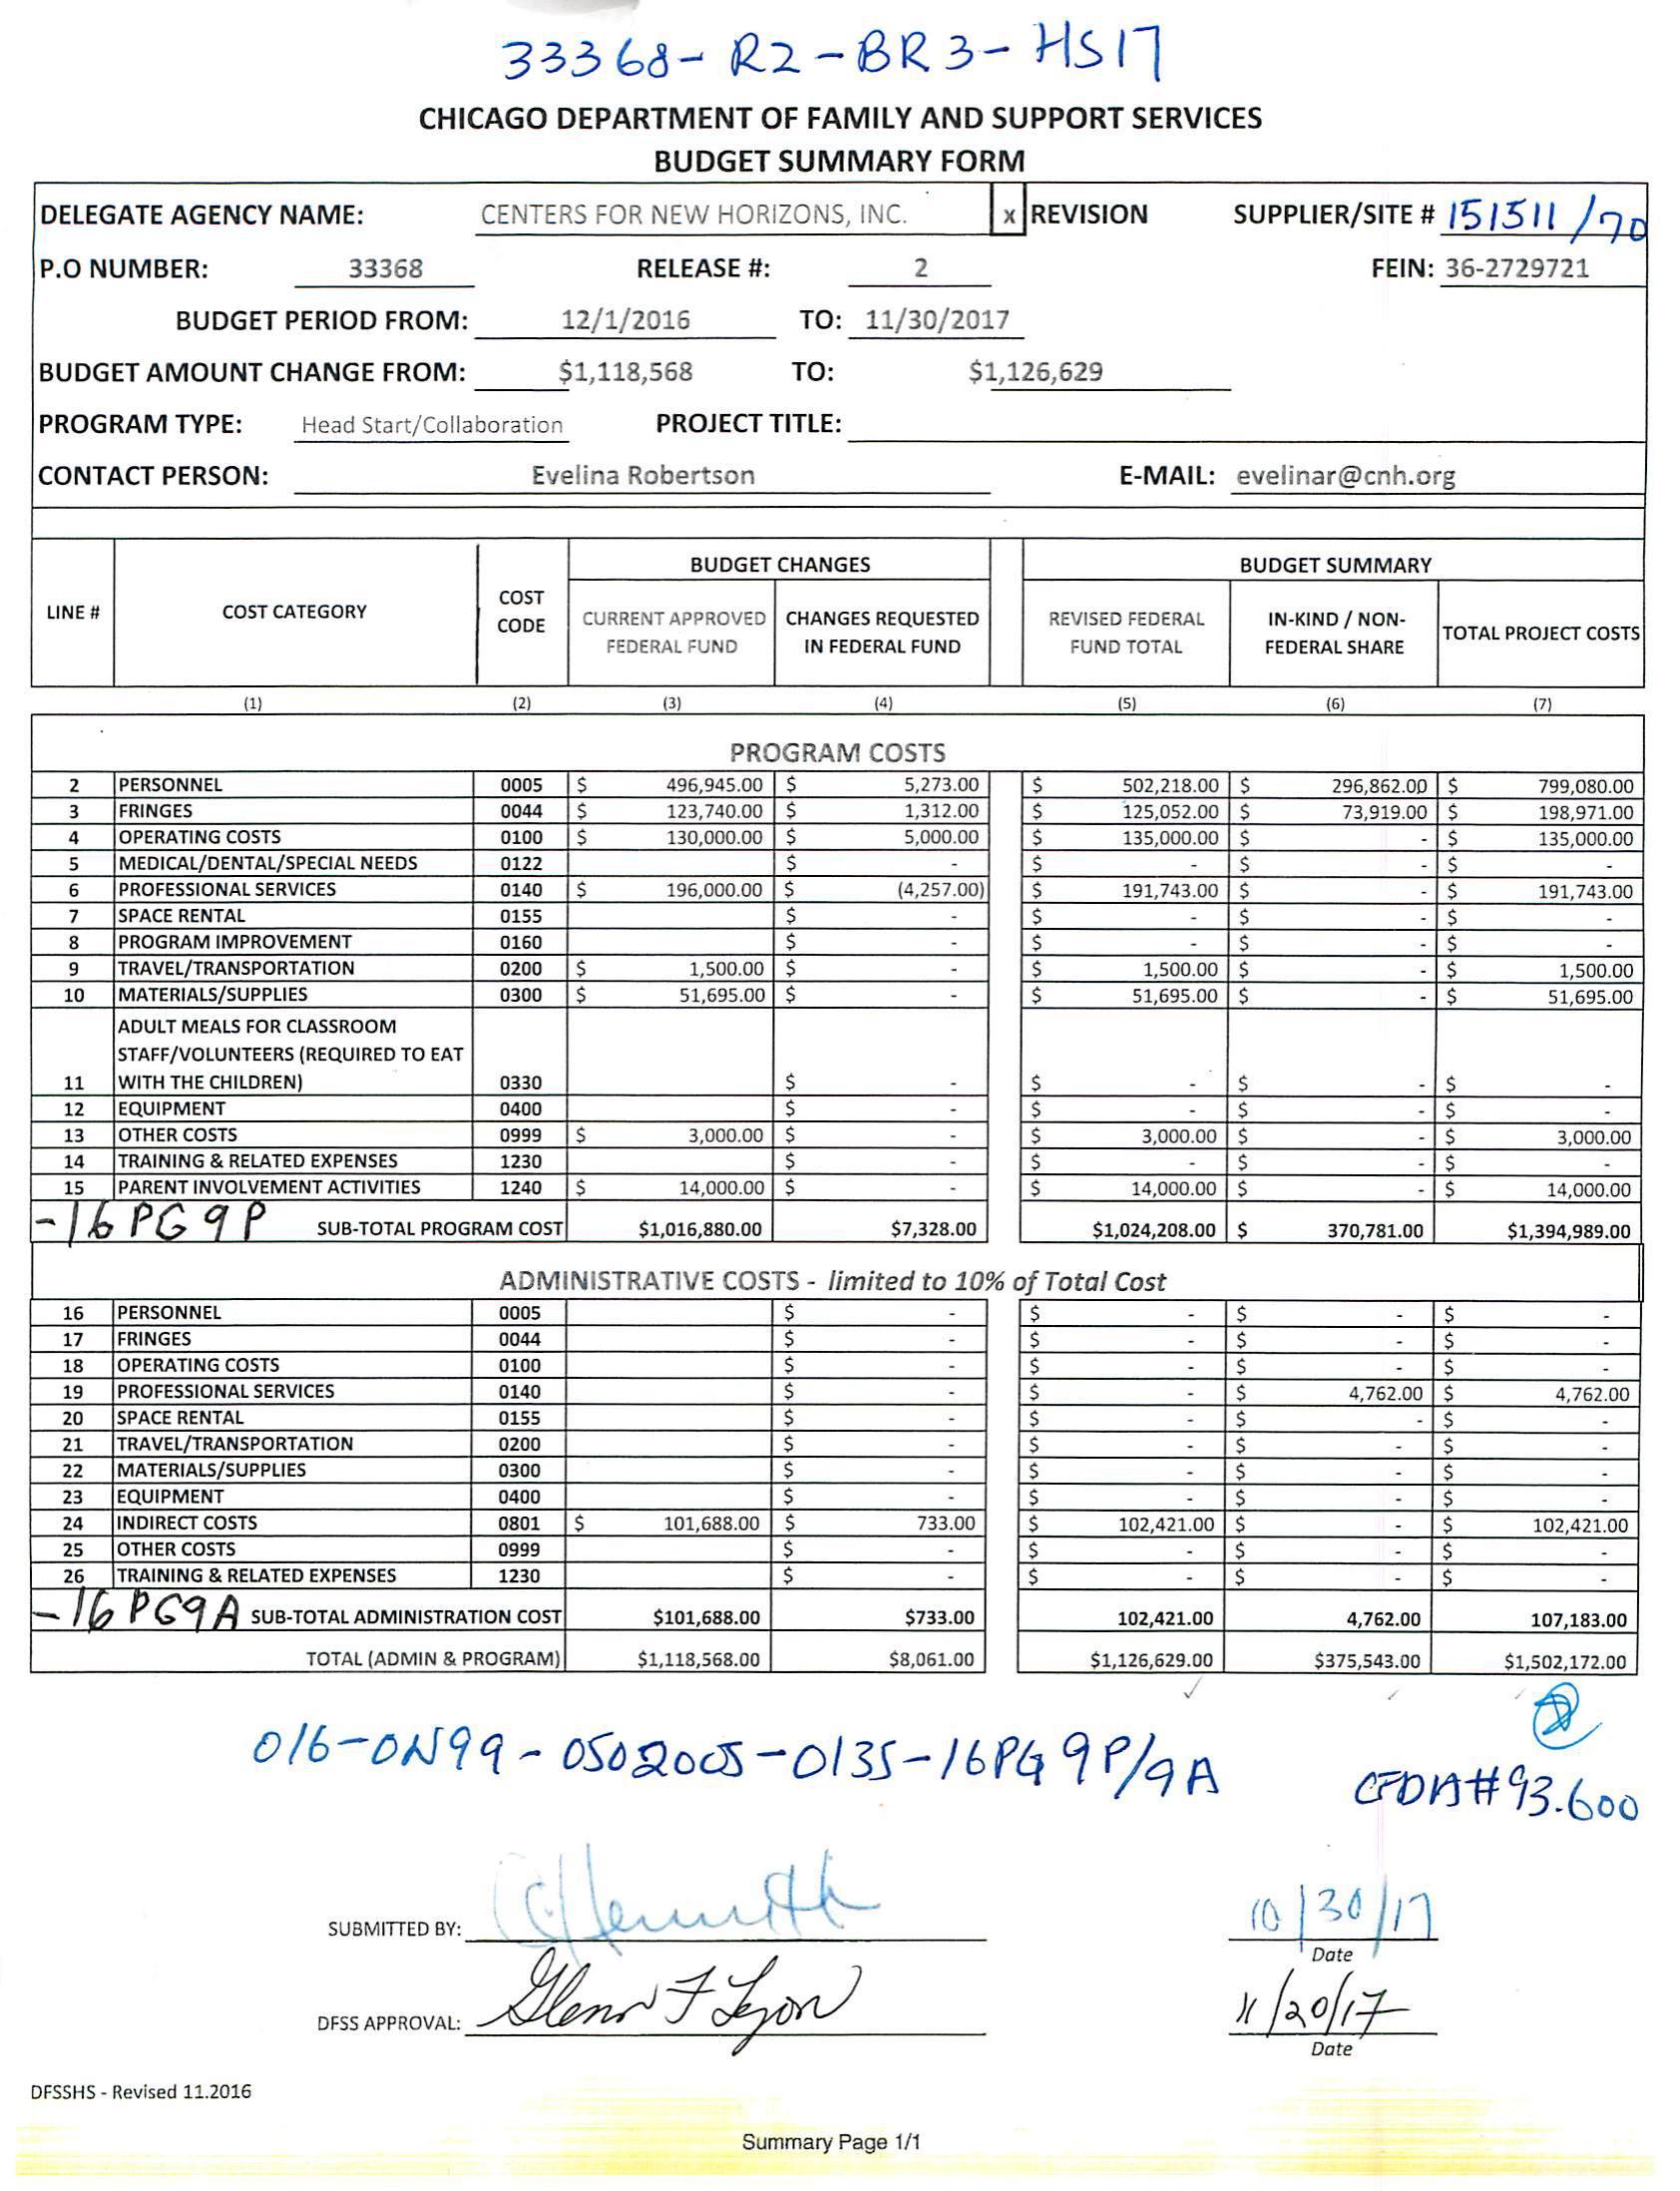 33368-R2-BR3-HS17
CHICAGO DEPARTMENT OF FAMILY AND SUPPORT SERVICES
BUDGET SUMMARY FORM
DELEGATE AGENCY NAME: CENTERS FOR NEW HORIZONS, INC. x REVISION SUPPLIER/SITE # 151511/70
P.O NUMBER: 33368 RELEASE #: 2 FEIN: 36-2729721
BUDGET PERIOD FROM: 12/1/2016 TO: 11/30/2017
BUDGET AMOUNT CHANGE FROM: $1,118,568 TO: $1,126,629
PROGRAM TYPE: Head Start/Collaboration PROJECT TITLE:
CONTACT PERSON: Evelina Robertson E-MAIL: evelinar@cnh.org
BUDGET CHANGES BUDGET SUMMARY
LINE # COST CATEGORY COST CODE CURRENT APPROVED FEDERAL FUND CHANGES REQUESTED IN FEDERAL FUND REVISED FEDERAL FUND TOTAL IN-KIND / NON-FEDERAL SHARE TOTAL PROJECT COSTS
(1) (2) (3) (4) (5) (6) (7)
PROGRAM COSTS
2 PERSONNEL 0005 $ 496,945.00 $ 5,273.00 $ 502,218.00 $ 296,862.00 $ 799,080.00
3 FRINGES 0044 $ 123,740.00 $ 1,312.00 $ 125,052.00 $ 73,919.00 $ 198,971.00
4 OPERATING COSTS 0100 $ 130,000.00 $ 5,000.00 $ 135,000.00 $ - $ 135,000.00
5 MEDICAL/DENTAL/SPECIAL NEEDS 0122 $ - $ - $ - $ -
6 PROFESSIONAL SERVICES 0140 $ 196,000.00 $ (4,257.00) $ 191,743.00 $ - $ 191,743.00
7 SPACE RENTAL 0155 $ - $ - $ - $ -
8 PROGRAM IMPROVEMENT 0160 $ - $ - $ - $ -
9 TRAVEL/TRANSPORTATION 0200 $ 1,500.00 $ - $ 1,500.00 $ - $ 1,500.00
10 MATERIALS/SUPPLIES 0300 $ 51,695.00 $ - $ 51,695.00 $ - $ 51,695.00
ADULT MEALS FOR CLASSROOM
STAFF/VOLUNTEERS (REQUIRED TO EAT
11 WITH THE CHILDREN) 0330 $ - $ - $ - $ -
12 EQUIPMENT 0400 $ - $ - $ - $ -
13 OTHER COSTS 0999 $ 3,000.00 $ - $ 3,000.00 $ - $ 3,000.00
14 TRAINING & RELATED EXPENSES 1230 $ - $ - $ - $ -
15 PARENT INVOLVEMENT ACTIVITIES 1240 $ 14,000.00 $ - $ 14,000.00 $ - $ 14,000.00
-16PG9P SUB-TOTAL PROGRAM COST $1,016,880.00 $7,328.00 $1,024,208.00 $ 370,781.00 $1,394,989.00
ADMINISTRATIVE COSTS - limited to 10% of Total Cost
16 PERSONNEL 0005 $ - $ - $ - $ -
17 FRINGES 0044 $ - $ - $ - $ -
18 OPERATING COSTS 0100 $ - $ - $ - $ -
19 PROFESSIONAL SERVICES 0140 $ - $ - $ 4,762.00 $ 4,762.00
20 SPACE RENTAL 0155 $ - $ - $ - $ -
21 TRAVEL/TRANSPORTATION 0200 $ - $ - $ - $ -
22 MATERIALS/SUPPLIES 0300 $ - $ - $ - $ -
23 EQUIPMENT 0400 $ - $ - $ - $ -
24 INDIRECT COSTS 0801 $ 101,688.00 $ 733.00 $ 102,421.00 $ - $ 102,421.00
25 OTHER COSTS 0999 $ - $ - $ - $ -
26 TRAINING & RELATED EXPENSES 1230 $ - $ - $ - $ -
-16PG9A SUB-TOTAL ADMINISTRATION COST $101,688.00 $733.00 102,421.00 4,762.00 107,183.00
TOTAL (ADMIN & PROGRAM) $1,118,568.00 $8,061.00 $1,126,629.00 $375,543.00 $1,502,172.00
016-0N99-0502005-0135-16PG9P/9A CFDA#93.600
SUBMITTED BY: 10/30/17
Date
DFSS APPROVAL: Glenn F Lyon 11/20/17
Date
DFSSHS - Revised 11.2016
Summary Page 1/1